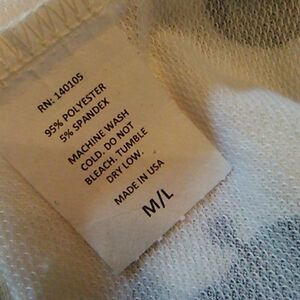 RN: 140105
95% POLYESTER
5% SPANDEX
MACHINE WASH
COLD. DO NOT
BLEACH. TUMBLE
DRY LOW.
MADE IN USA
M/L